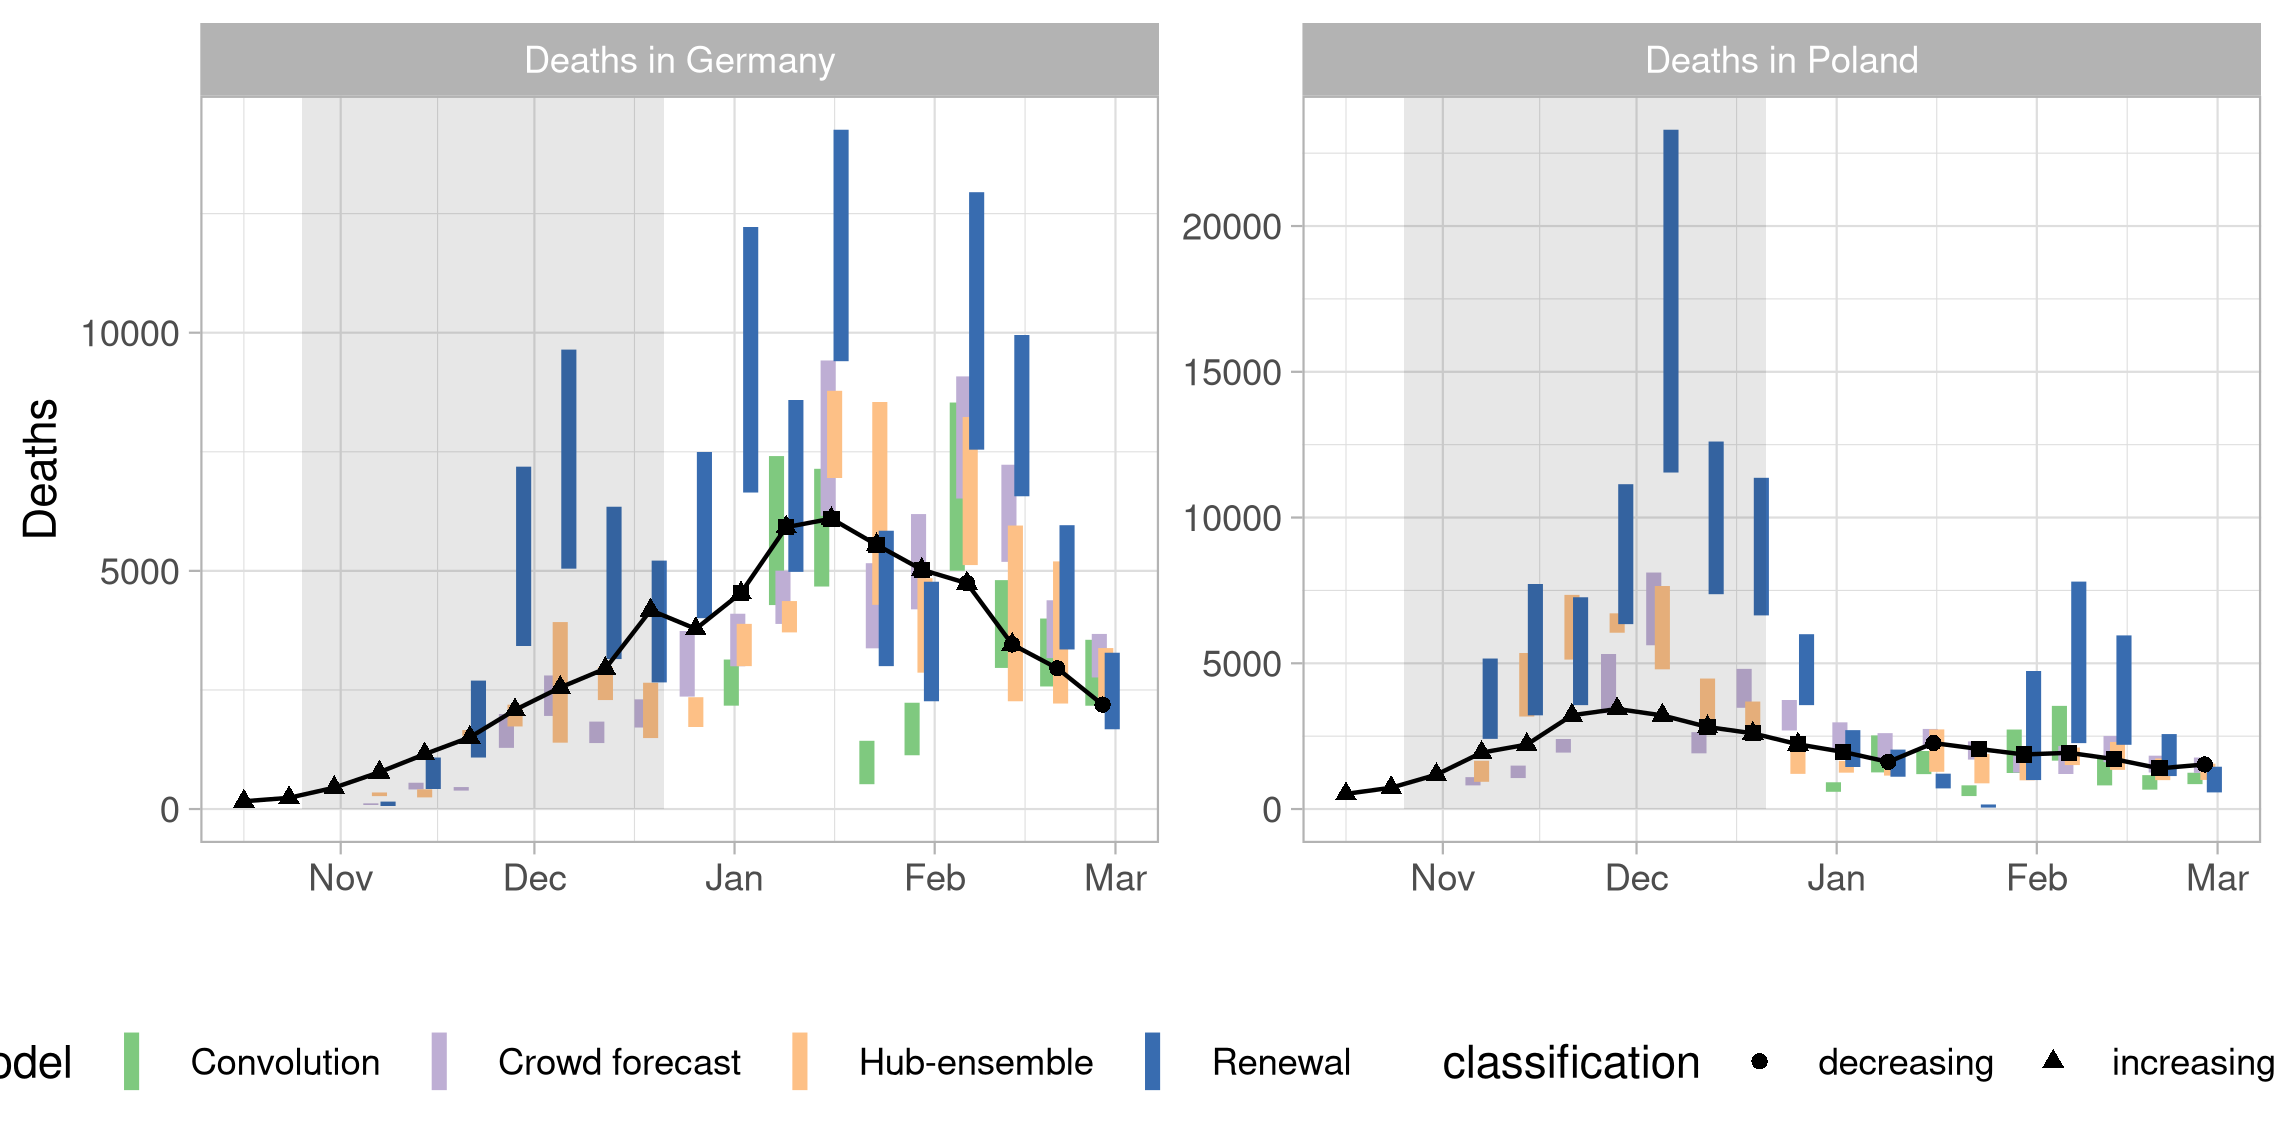 Deaths in Germany
Deaths in Poland
Deaths
10000
5000
0
20000
15000
10000
5000
0
Nov Dec Jan Feb Mar
Nov Dec Jan Feb Mar
odel Convolution Crowd forecast Hub-ensemble Renewal classification decreasing increasing